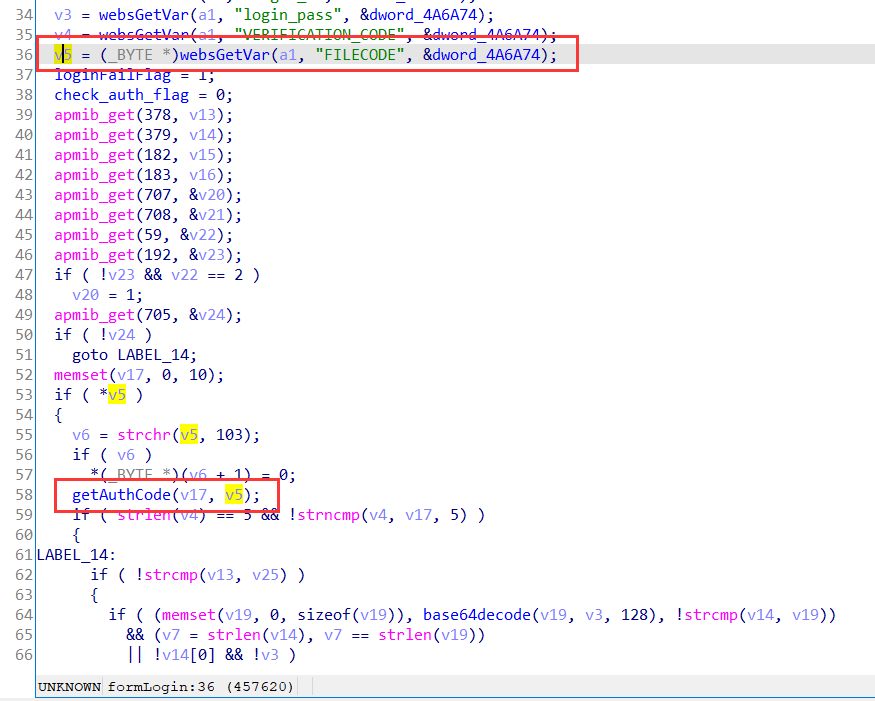 34 v3 = websGetVar(a1, "login_pass", &dword_4A6A74);
35 v4 = websGetVar(a1, "VERIFICATION_CODE", &dword_4A6A74);
36 v5 = (_BYTE *)websGetVar(a1, "FILECODE", &dword_4A6A74);
37 loginFailFlag = 1;
38 check_auth_flag = 0;
39 apmib_get(378, v13);
40 apmib_get(379, v14);
41 apmib_get(182, v15);
42 apmib_get(183, v16);
43 apmib_get(707, &v20);
44 apmib_get(708, &v21);
45 apmib_get(59, &v22);
46 apmib_get(192, &v23);
47 if ( !v23 && v22 == 2 )
48 v20 = 1;
49 apmib_get(705, &v24);
50 if ( !v24 )
51 goto LABEL_14;
52 memset(v17, 0, 10);
53 if ( *v5 )
54 {
55 v6 = strchr(v5, 103);
56 if ( v6 )
57 *(_BYTE *)(v6 + 1) = 0;
58 getAuthCode(v17, v5);
59 if ( strlen(v4) == 5 && !strncmp(v4, v17, 5) )
60 {
61 LABEL_14:
62 if ( !strcmp(v13, v25) )
63 {
64 if ( (memset(v19, 0, sizeof(v19)), base64decode(v19, v3, 128), !strcmp(v14, v19))
65 && (v7 = strlen(v14), v7 == strlen(v19))
66 || !v14[0] && !v3 )
UNKNOWN formLogin:36 (457620)